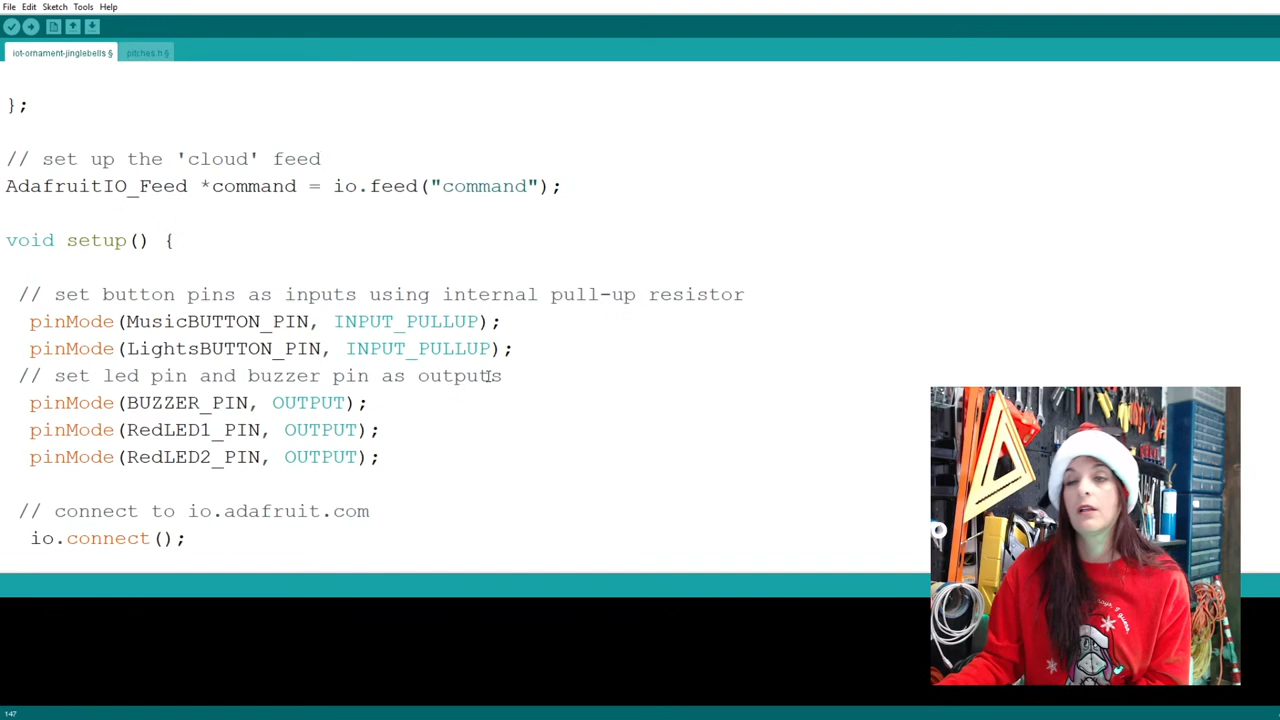 File Edit Sketch Tools Help
iot-ornament-jinglebells §
pitches.h §
};
// set up the 'cloud' feed
AdafruitIO_Feed *command = io.feed("command");
void setup() {
// set button pins as inputs using internal pull-up resistor
pinMode(MusicBUTTON_PIN, INPUT_PULLUP);
pinMode(LightsBUTTON_PIN, INPUT_PULLUP);
// set led pin and buzzer pin as outputs
pinMode(BUZZER_PIN, OUTPUT);
pinMode(RedLED1_PIN, OUTPUT);
pinMode(RedLED2_PIN, OUTPUT);
// connect to io.adafruit.com
io.connect();
I guess.
147